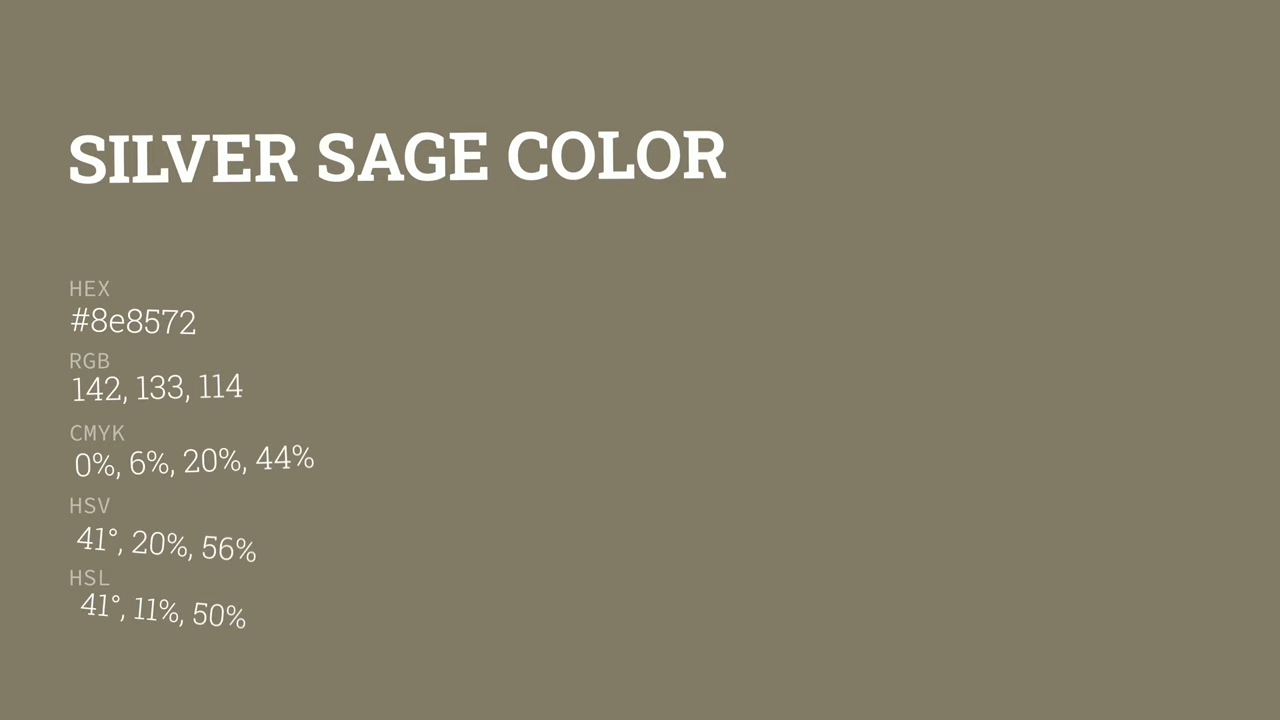 SILVER SAGE COLOR
HEX
#8e8572
RGB
142, 133, 114
CMYK
0%, 6%, 20%, 44%
HSV
41°, 20%, 56%
HSL
41°, 11%, 50%